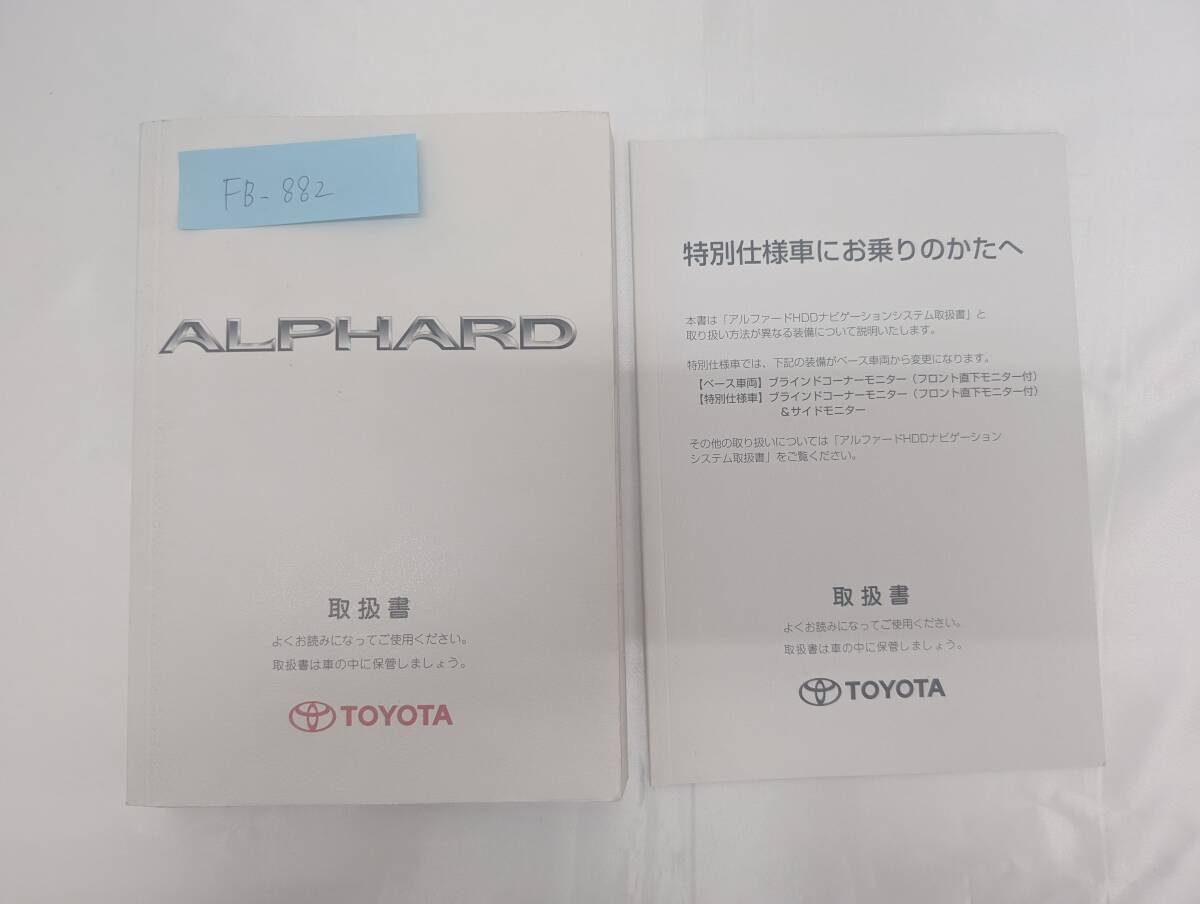 FB-882
ALPHARD
取扱書
よくお読みになってご使用ください。
取扱書は車の中に保管しましょう。
TOYOTA
特別仕様車にお乗りのかたへ
本書は「アルファードHDDナビゲーションシステム取扱書」と
取り扱い方法が異なる装備について説明いたします。
特別仕様車では、下記の装備がベース車両から変更になります。
【ベース車両】ブラインドコーナーモニター（フロント直下モニター付）
【特別仕様車】ブラインドコーナーモニター（フロント直下モニター付）
＆サイドモニター
その他の取り扱いについては「アルファードHDDナビゲーション
システム取扱書」をご覧ください。
取扱書
よくお読みになってご使用ください。
取扱書は車の中に保管しましょう。
TOYOTA